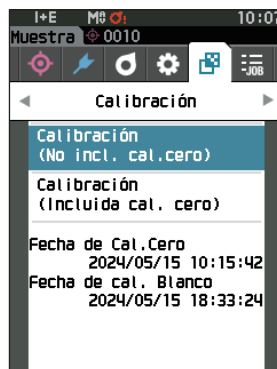 I+E M 10:07
Muestra 0010
-JOB
Calibración
Calibración
(No incl. cal.cero)
Calibración
(Incluida cal. cero)
Fecha de Cal.Cero
2024/05/15 10:15:42
Fecha de cal. Blanco
2024/05/15 18:33:24